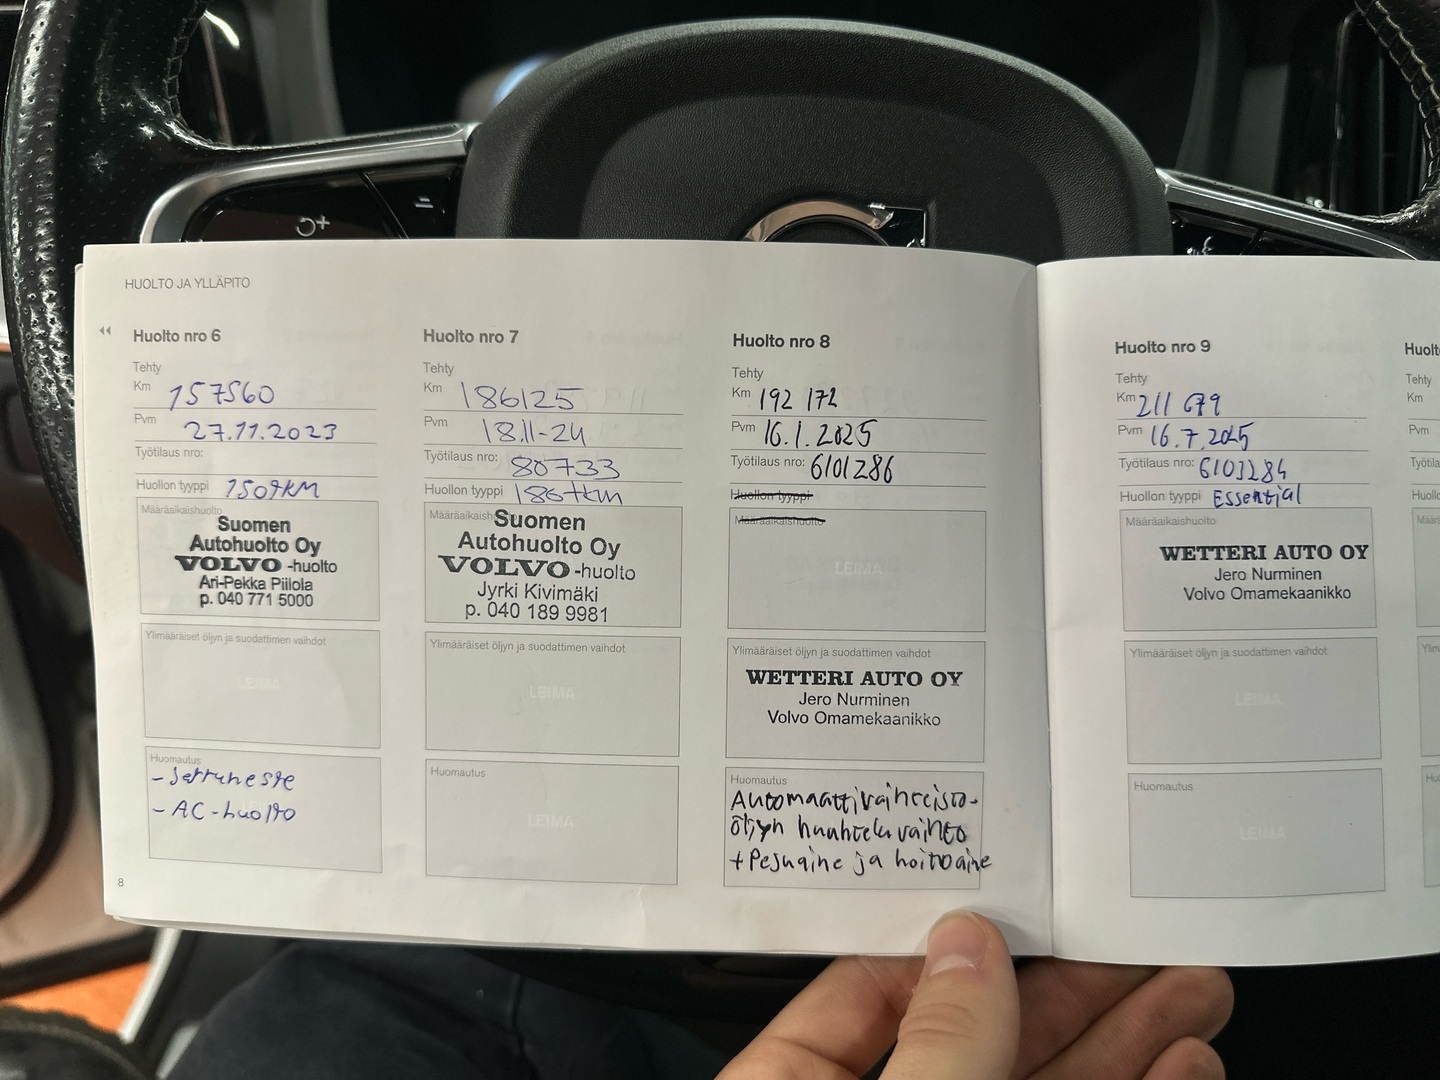 HUOLTO JA YLLÄPITO
Huolto nro 6
Tehty
Km 157560
Pvm 27.11.2023
Työtilaus nro:
Huollon tyyppi 150tkm
Määräaikaishuolto
Suomen
Autohuolto Oy
VOLVO -huolto
Ari-Pekka Piilola
p. 040 771 5000
Ylimääräiset öljyn ja suodattimen vaihdot
LEIMA
Huomautus
- Jarruneste
- AC-huolto
8
Huolto nro 7
Tehty
Km 186125
Pvm 18.11-24
Työtilaus nro: 80733
Huollon tyyppi 180tkm
Määräaikaishuolto
Suomen
Autohuolto Oy
VOLVO -huolto
Jyrki Kivimäki
p. 040 189 9981
Ylimääräiset öljyn ja suodattimen vaihdot
LEIMA
Huomautus
LEIMA
Huolto nro 8
Tehty
Km 192 172
Pvm 16.1.2025
Työtilaus nro: 6101286
Huollon tyyppi
Määräaikaishuolto
LEIMA
Ylimääräiset öljyn ja suodattimen vaihdot
WETTERI AUTO OY
Jero Nurminen
Volvo Omamekaanikko
Huomautus
Automaattivaihteisto-
öljyn huuhteluvaihto
+Pesuaine ja hoitoaine
Huolto nro 9
Tehty
Km 211 679
Pvm 16.7.2025
Työtilaus nro: 6103284
Huollon tyyppi Essential
Määräaikaishuolto
WETTERI AUTO OY
Jero Nurminen
Volvo Omamekaanikko
Ylimääräiset öljyn ja suodattimen vaihdot
LEIMA
Huomautus
LEIMA
Tehty
Km
Pvm